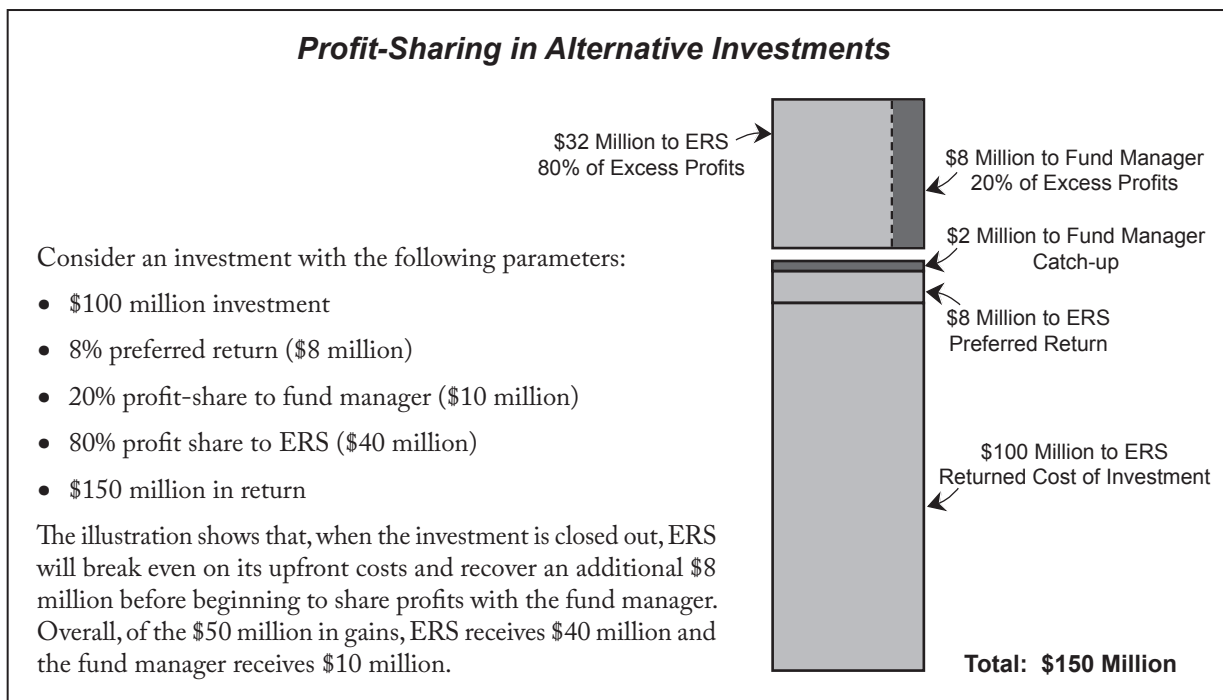 Profit-Sharing in Alternative Investments
$32 Million to ERS
80% of Excess Profits
$8 Million to Fund Manager
20% of Excess Profits
$2 Million to Fund Manager
Catch-up
$8 Million to ERS
Preferred Return
Consider an investment with the following parameters:
• $100 million investment
• 8% preferred return ($8 million)
• 20% profit-share to fund manager ($10 million)
• 80% profit share to ERS ($40 million)
• $150 million in return
$100 Million to ERS
Returned Cost of Investment
The illustration shows that, when the investment is closed out, ERS
will break even on its upfront costs and recover an additional $8
million before beginning to share profits with the fund manager.
Overall, of the $50 million in gains, ERS receives $40 million and
the fund manager receives $10 million.
Total: $150 Million